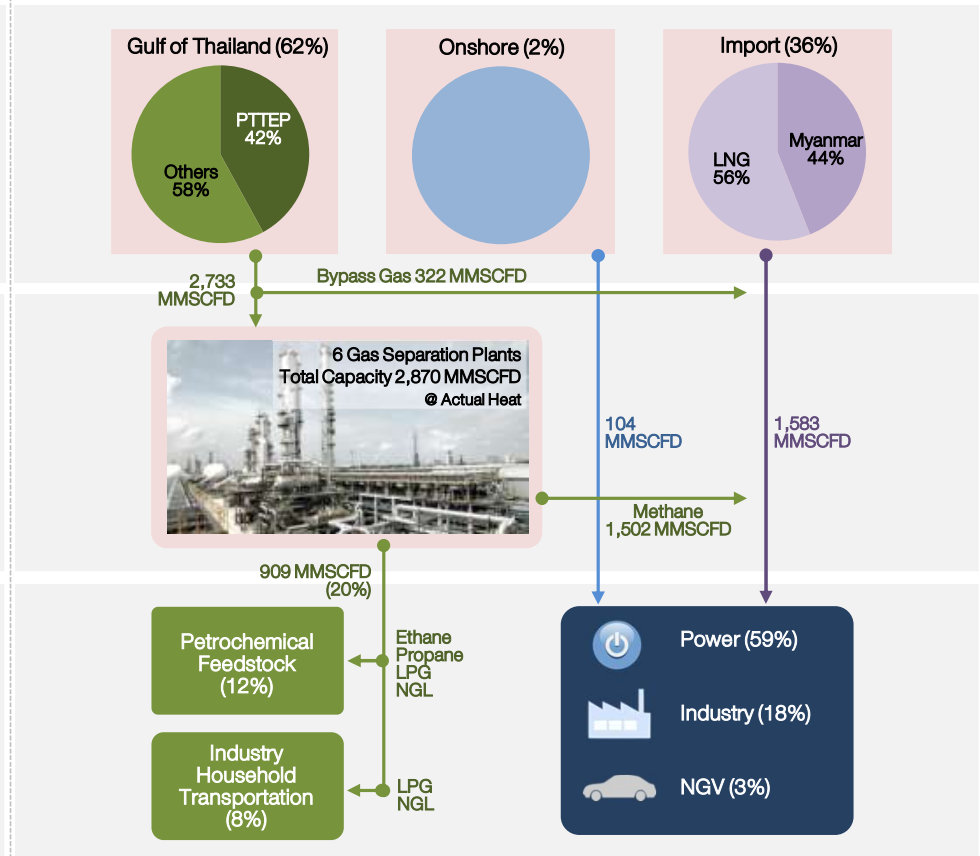 Gulf of Thailand (62%)
PTTEP
42%
Others
58%
Onshore (2%)
Import (36%)
Myanmar
44%
LNG
56%
2,733
MMSCFD
Bypass Gas 322 MMSCFD
6 Gas Separation Plants
Total Capacity 2,870 MMSCFD
@ Actual Heat
104
MMSCFD
1,583
MMSCFD
Methane
1,502 MMSCFD
909 MMSCFD
(20%)
Petrochemical
Feedstock
(12%)
Ethane
Propane
LPG
NGL
Industry
Household
Transportation
(8%)
LPG
NGL
Power (59%)
Industry (18%)
NGV (3%)